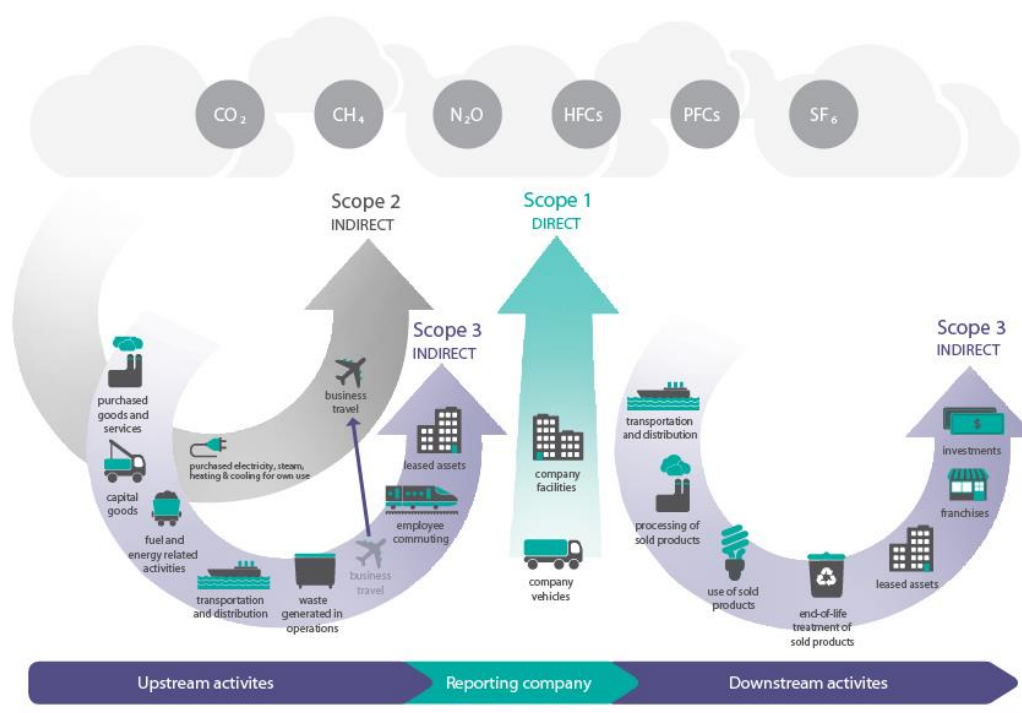 CO₂
CH₄
N₂O
HFCs
PFCs
SF₆
Scope 2
INDIRECT
Scope 1
DIRECT
Scope 3
INDIRECT
Scope 3
INDIRECT
purchased
goods and
services
capital
goods
fuel and
energy related
activities
purchased electricity, steam,
heating & cooling for own use
transportation
and distribution
waste
generated in
operations
business
travel
business
travel
employee
commuting
leased assets
company
facilities
company
vehicles
transportation
and distribution
processing of
sold products
use of sold
products
end-of-life
treatment of
sold products
leased assets
franchises
investments
$
Upstream activites
Reporting company
Downstream activites